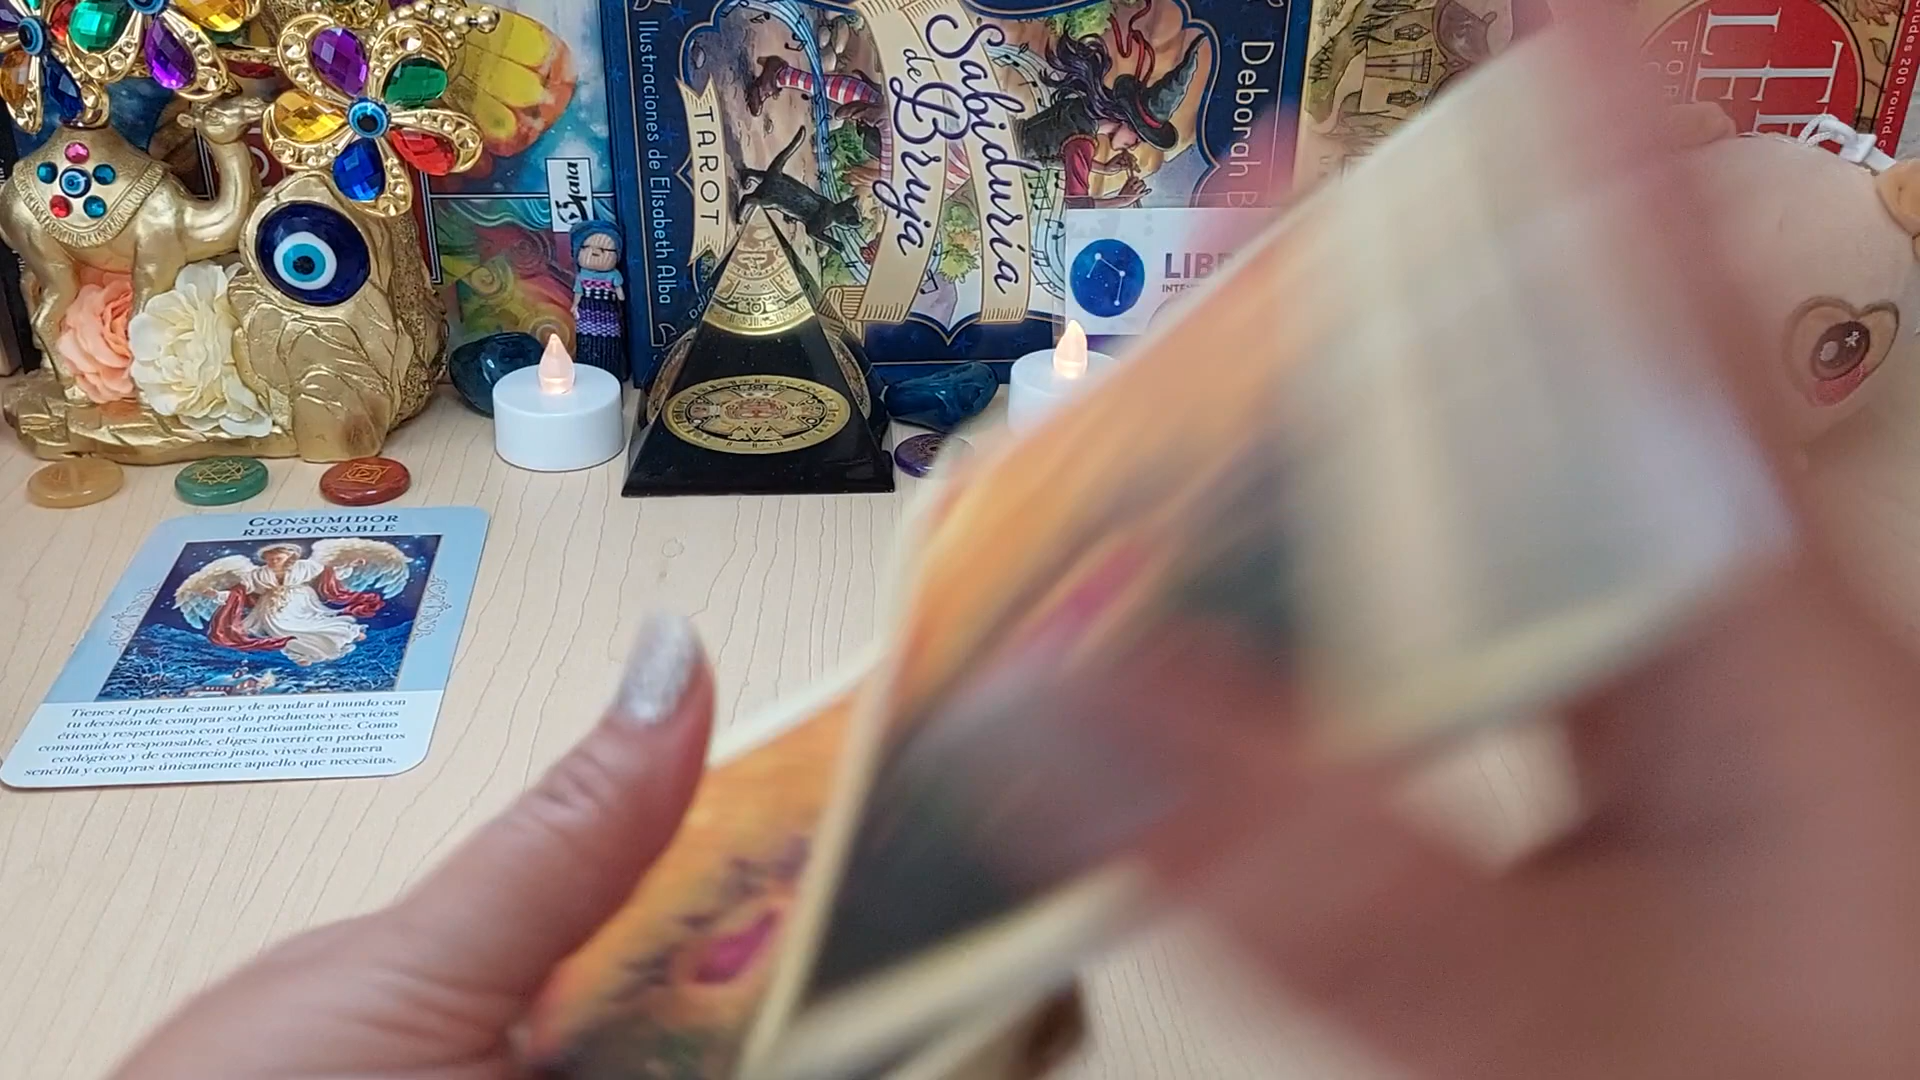 Ilustraciones de Elisabeth Alba
TAROT
Sabiduría
de Bruja
Deborah B
Kala
LIB
INTE
CONSUMIDOR
RESPONSABLE
Tienes el poder de sanar y de ayudar al mundo con
tu decisión de comprar solo productos y servicios
éticos y respetuosos con el medioambiente. Como
consumidor responsable, eliges invertir en productos
ecológicos y de comercio justo, vives de manera
sencilla y compras únicamente aquello que necesitas.